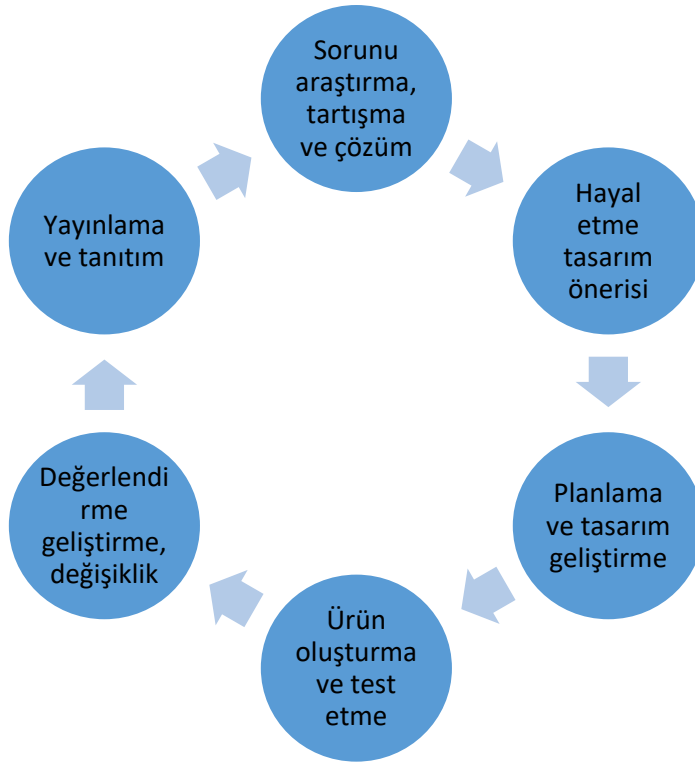 Sorunu
araştırma,
tartışma
ve çözüm
Hayal
etme
tasarım
önerisi
Planlama
ve tasarım
geliştirme
Ürün
oluşturma
ve test
etme
Değerlendi
rme
geliştirme,
değişiklik
Yayınlama
ve tanıtım